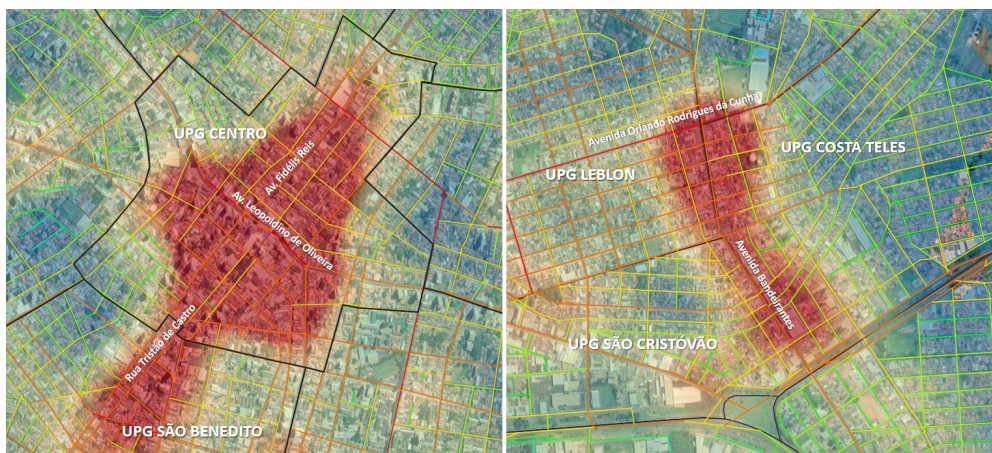 UPG CENTRO
Av. Fidélis Reis
Av. Leopoldino de Oliveira
Rua Tristão de Castro
UPG SÃO BENEDITO
Avenida Orlando Rodrigues da Cunha
UPG COSTA TELES
UPG LEBLON
Avenida Bandeirantes
UPG SÃO CRISTÓVÃO